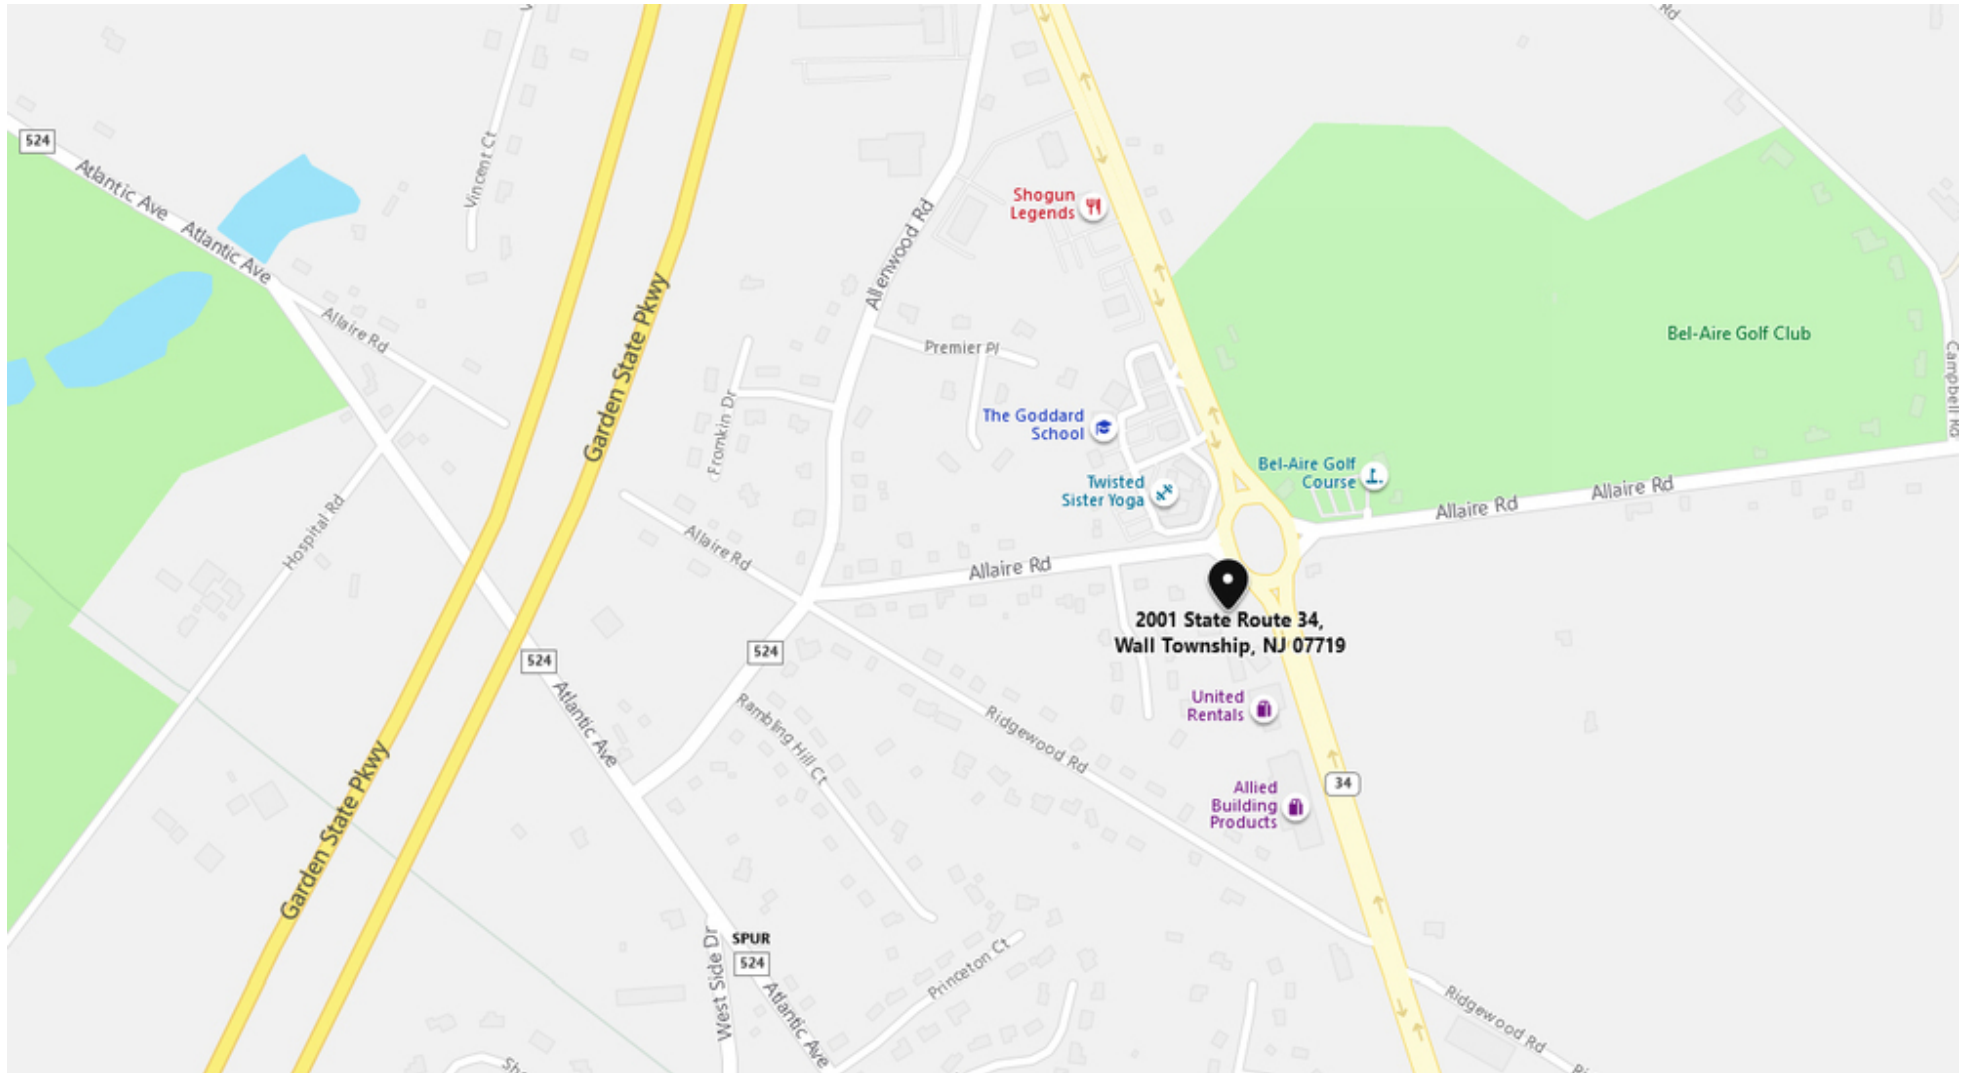 Rd
524
Atlantic Ave
Atlantic Ave
Vincent Ct
Shogun
Legends
Allenwood Rd
Garden State Pkwy
Allaire Rd
Premier Pl
Bel-Aire Golf Club
Campbell Rd
Fromkin Dr
The Goddard
School
Bel-Aire Golf
Course
Twisted
Sister Yoga
Allaire Rd
Allaire Rd
Hospital Rd
Allaire Rd
Allaire Rd
2001 State Route 34,
Wall Township, NJ 07719
524
524
Atlantic Ave
Rambling Hill Ct
Ridgewood Rd
United
Rentals
Garden State Pkwy
34
Allied
Building
Products
SPUR
524
West Side Dr
Atlantic Ave
Princeton Ct
Ridgewood Rd
Sh
Ri